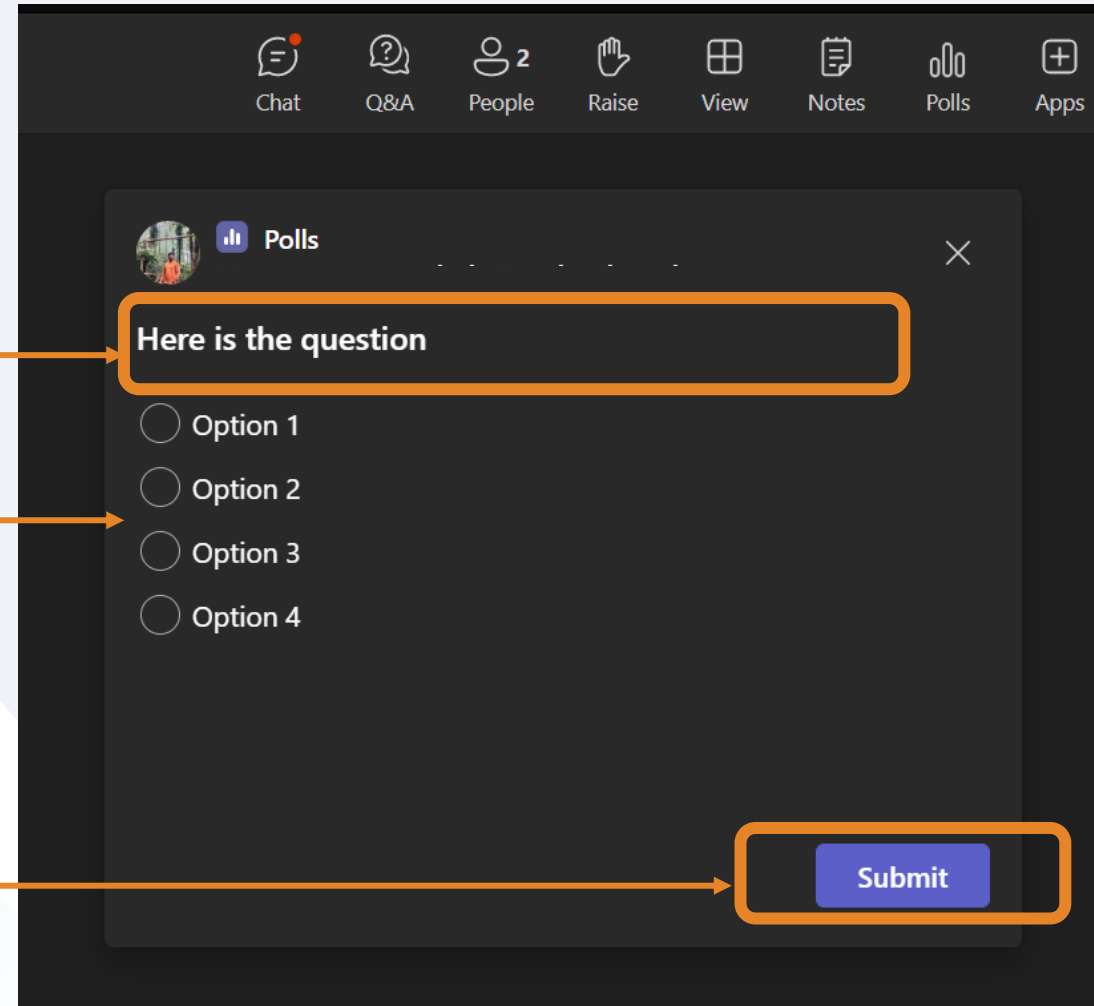 Chat Q&A People 2 Raise View Notes Polls Apps
Polls
Here is the question
Option 1
Option 2
Option 3
Option 4
Submit